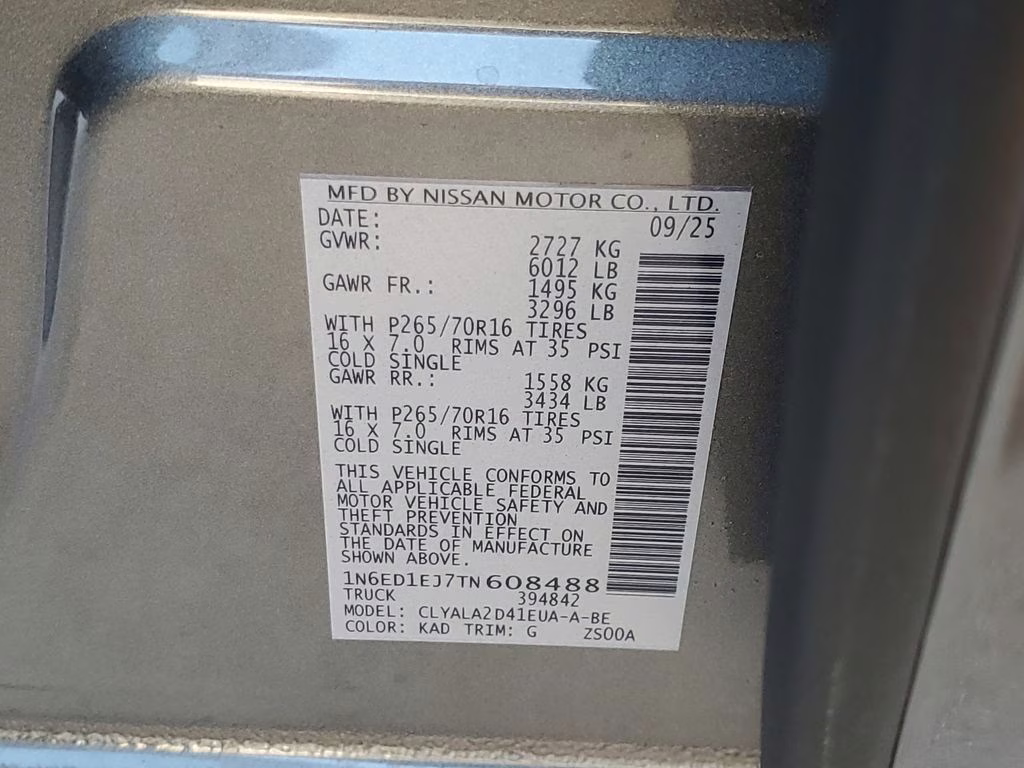 MFD BY NISSAN MOTOR CO., LTD.
DATE: 09/25
GVWR: 2727 KG
6012 LB
GAWR FR.: 1495 KG
3296 LB
WITH P265/70R16 TIRES
16 X 7.0 RIMS AT 35 PSI
COLD SINGLE
GAWR RR.: 1558 KG
3434 LB
WITH P265/70R16 TIRES
16 X 7.0 RIMS AT 35 PSI
COLD SINGLE
THIS VEHICLE CONFORMS TO
ALL APPLICABLE FEDERAL
MOTOR VEHICLE SAFETY AND
THEFT PREVENTION
STANDARDS IN EFFECT ON
THE DATE OF MANUFACTURE
SHOWN ABOVE.
1N6ED1EJ7TN608488
TRUCK 394842
MODEL: CLYALA2D41EUA-A-BE
COLOR: KAD TRIM: G ZS00A